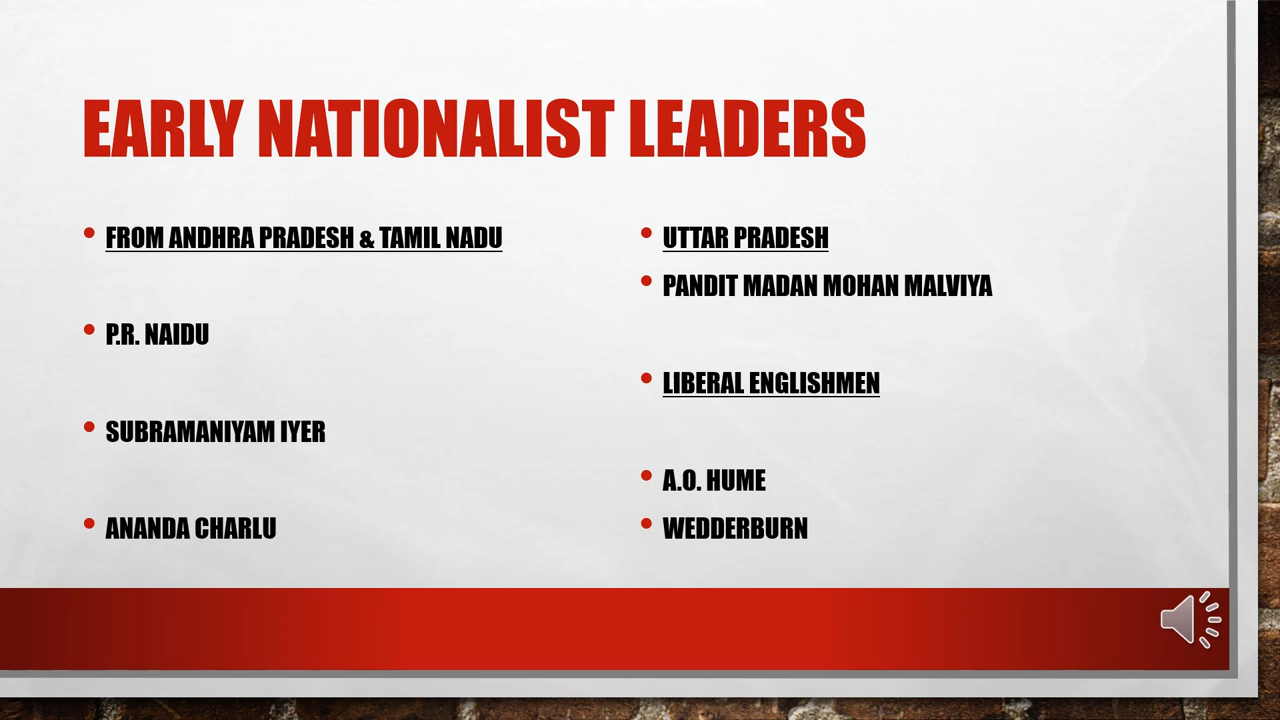 EARLY NATIONALIST LEADERS
• FROM ANDHRA PRADESH & TAMIL NADU
• P.R. NAIDU
• SUBRAMANIYAM IYER
• ANANDA CHARLU
• UTTAR PRADESH
• PANDIT MADAN MOHAN MALVIYA
• LIBERAL ENGLISHMEN
• A.O. HUME
• WEDDERBURN